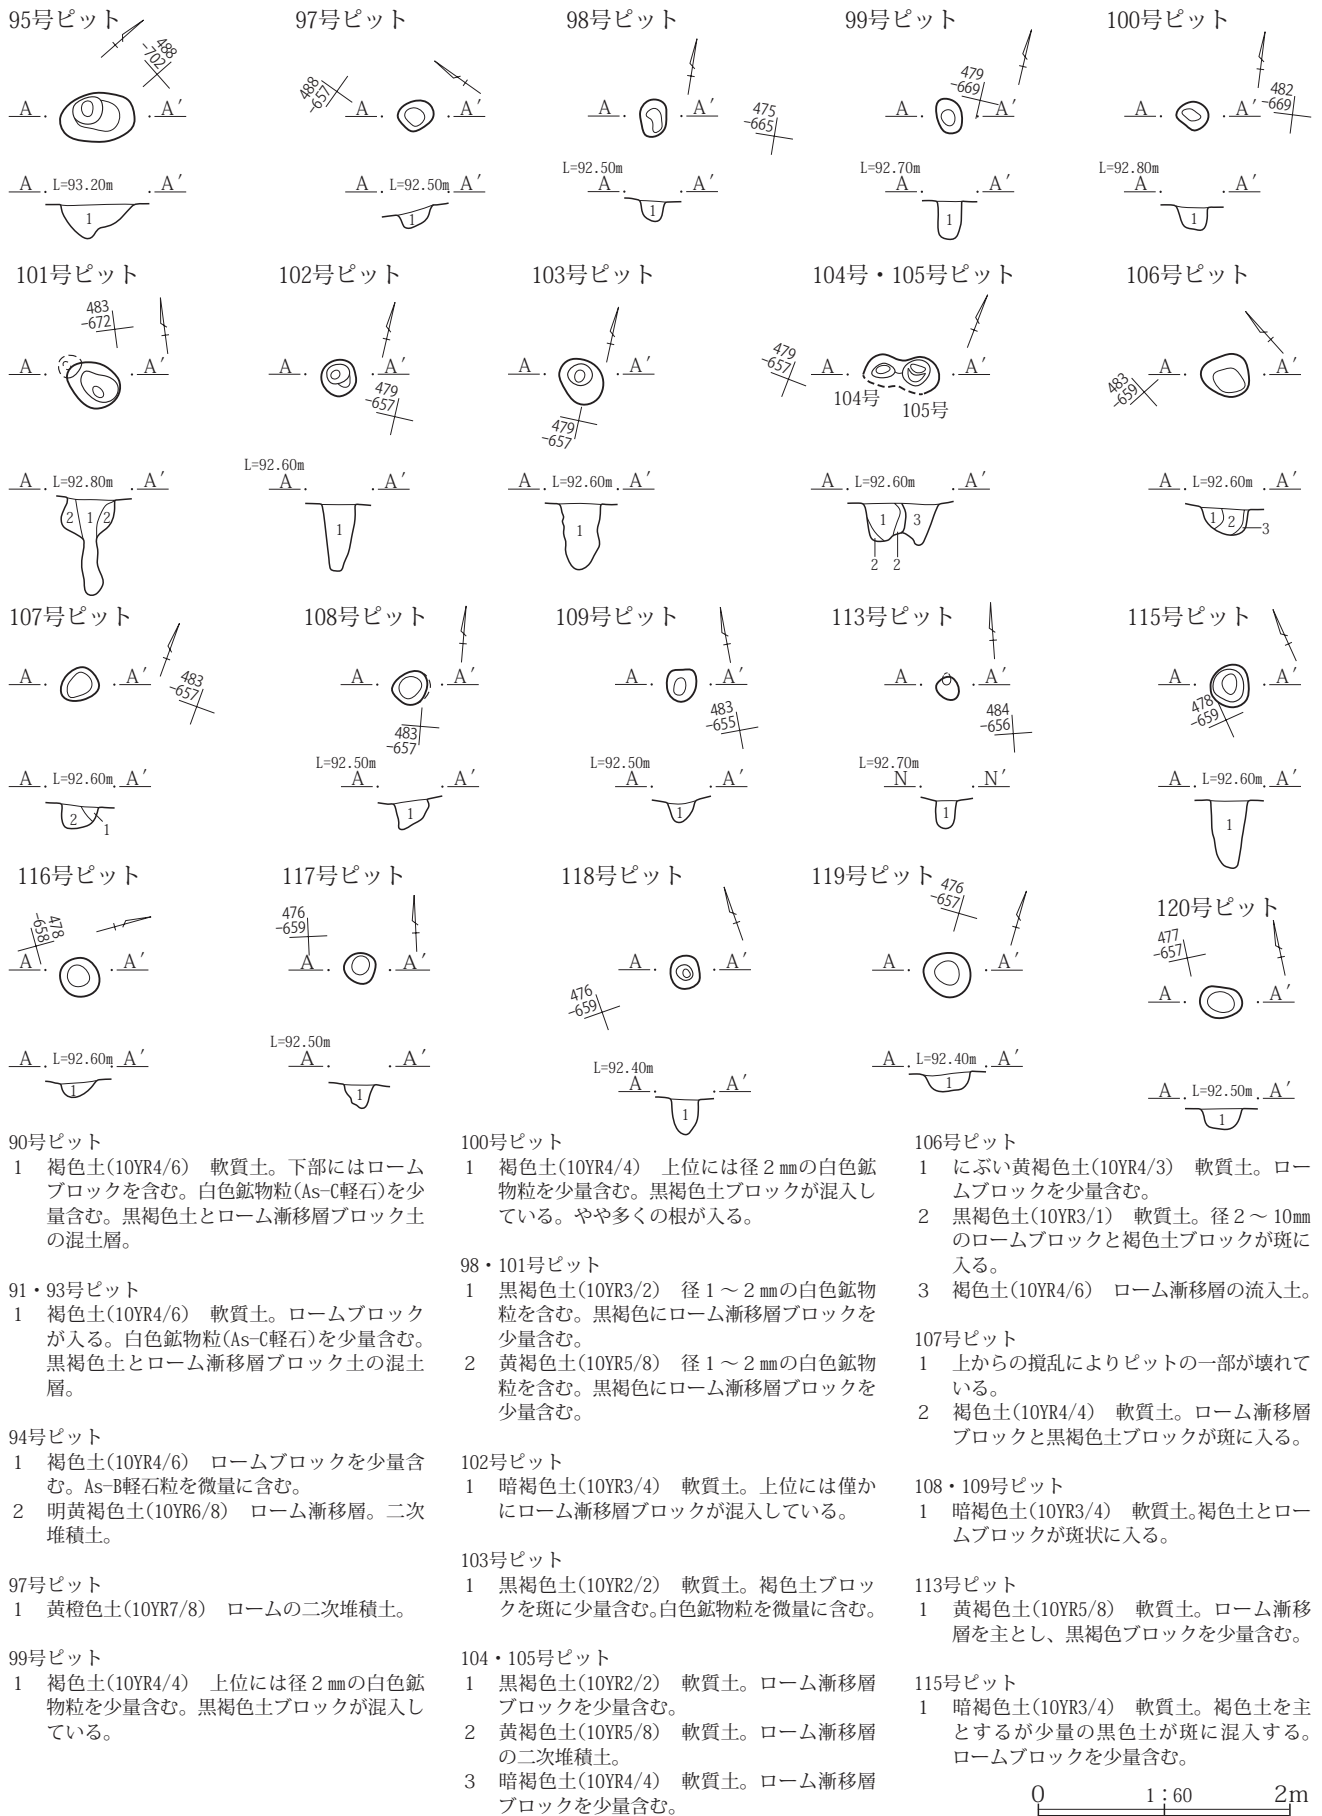 95号ピット
97号ピット
98号ピット
99号ピット
100号ピット
488
-702
A A′
L=93.20m
A A′
1
488
-657
A A′
A L=92.50m A′
1
475
-665
A A′
L=92.50m
A A′
1
479
-669
A A′
L=92.70m
A A′
1
482
-669
A A′
L=92.80m
A A′
1
101号ピット
102号ピット
103号ピット
104号・105号ピット
106号ピット
483
-672
A A′
A L=92.80m A′
2 1 2
A A′
479
-657
L=92.60m
A A′
1
A A′
479
-657
A L=92.60m A′
1
479
-657
A A′
104号
105号
A L=92.60m A′
1 3
2 2
A A′
483
-659
A L=92.60m A′
1 2 3
107号ピット
108号ピット
109号ピット
113号ピット
115号ピット
A A′
483
-657
A L=92.60m A′
2 1
A A′
483
-657
L=92.50m
A A′
1
A A′
483
-655
L=92.50m
A A′
1
A A′
484
-656
L=92.70m
N N′
1
A A′
478
-659
A L=92.60m A′
1
116号ピット
117号ピット
118号ピット
119号ピット
120号ピット
478
-658
A A′
A L=92.60m A′
1
476
-659
A A′
L=92.50m
A A′
1
A A′
476
-659
L=92.40m
A A′
1
476
-657
A A′
A L=92.40m A′
1
477
-657
A A′
A L=92.50m A′
1
90号ピット
1 褐色土(10YR4/6) 軟質土。下部にはローム
ブロックを含む。白色鉱物粒(As-C軽石)を少
量含む。黒褐色土とローム漸移層ブロック土
の混土層。
91・93号ピット
1 褐色土(10YR4/6) 軟質土。ロームブロック
が入る。白色鉱物粒(As-C軽石)を少量含む。
黒褐色土とローム漸移層ブロック土の混土
層。
94号ピット
1 褐色土(10YR4/6) ロームブロックを少量含
む。As-B軽石粒を微量に含む。
2 明黄褐色土(10YR6/8) ローム漸移層。二次
堆積土。
97号ピット
1 黄橙色土(10YR7/8) ロームの二次堆積土。
99号ピット
1 褐色土(10YR4/4) 上位には径２㎜の白色鉱
物粒を少量含む。黒褐色土ブロックが混入し
ている。
100号ピット
1 褐色土(10YR4/4) 上位には径２㎜の白色鉱
物粒を少量含む。黒褐色土ブロックが混入し
ている。やや多くの根が入る。
98・101号ピット
1 黒褐色土(10YR3/2) 径１～２㎜の白色鉱物
粒を含む。黒褐色にローム漸移層ブロックを
少量含む。
2 黄褐色土(10YR5/8) 径１～２㎜の白色鉱物
粒を含む。黒褐色にローム漸移層ブロックを
少量含む。
102号ピット
1 暗褐色土(10YR3/4) 軟質土。上位には僅か
にローム漸移層ブロックが混入している。
103号ピット
1 黒褐色土(10YR2/2) 軟質土。褐色土ブロッ
クを斑に少量含む。白色鉱物粒を微量に含む。
104・105号ピット
1 黒褐色土(10YR2/2) 軟質土。ローム漸移層
ブロックを少量含む。
2 黄褐色土(10YR5/8) 軟質土。ローム漸移層
の二次堆積土。
3 暗褐色土(10YR4/4) 軟質土。ローム漸移層
ブロックを少量含む。
106号ピット
1 にぶい黄褐色土(10YR4/3) 軟質土。ロー
ムブロックを少量含む。
2 黒褐色土(10YR3/1) 軟質土。径２～10㎜
のロームブロックと褐色土ブロックが斑に
入る。
3 褐色土(10YR4/6) ローム漸移層の流入土。
107号ピット
1 上からの撹乱によりピットの一部が壊れて
いる。
2 褐色土(10YR4/4) 軟質土。ローム漸移層
ブロックと黒褐色土ブロックが斑に入る。
108・109号ピット
1 暗褐色土(10YR3/4) 軟質土。褐色土とロー
ムブロックが斑状に入る。
113号ピット
1 黄褐色土(10YR5/8) 軟質土。ローム漸移
層を主とし、黒褐色ブロックを少量含む。
115号ピット
1 暗褐色土(10YR3/4) 軟質土。褐色土を主
とするが少量の黒色土が斑に混入する。
ロームブロックを少量含む。
0 1：60 2m